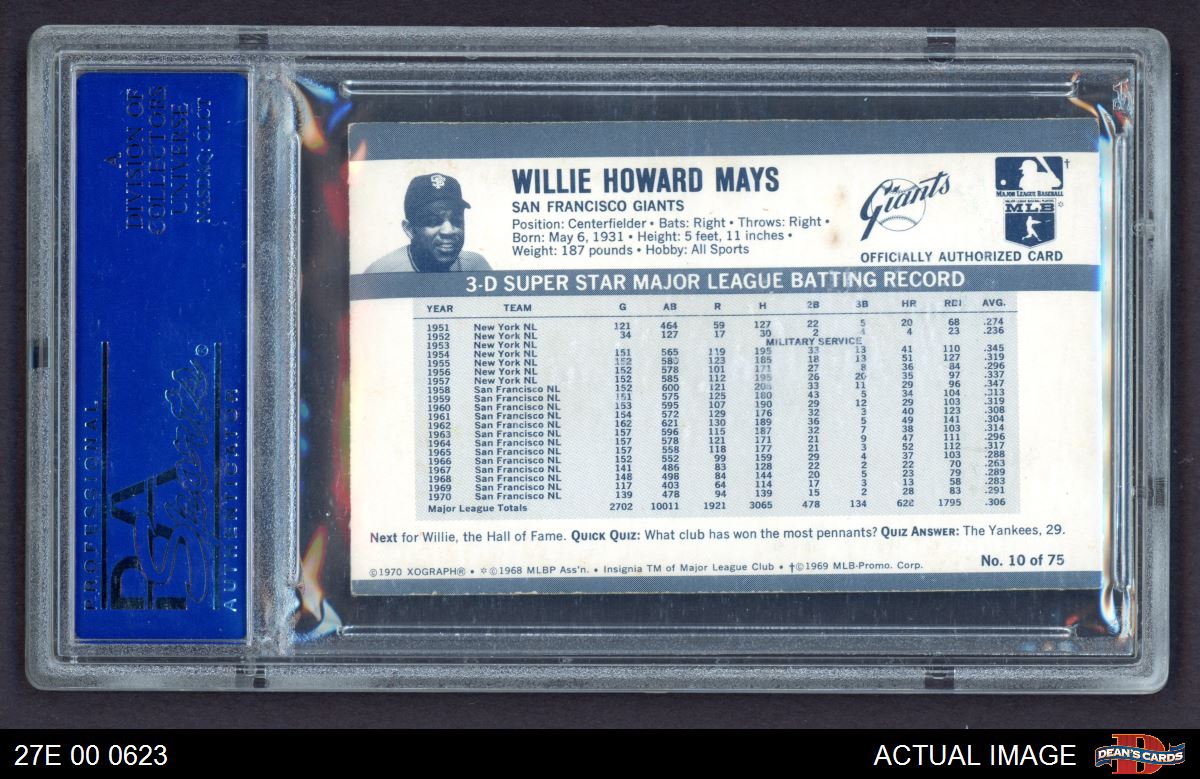 A
DIVISION OF
COLLECTORS
UNIVERSE
NASDAQ: CLCT
PROFESSIONAL
PSA Sports®
AUTHENTICATOR
WILLIE HOWARD MAYS
SAN FRANCISCO GIANTS
Position: Centerfielder • Bats: Right • Throws: Right •
Born: May 6, 1931 • Height: 5 feet, 11 inches •
Weight: 187 pounds • Hobby: All Sports
SF
Giants
†
MAJOR LEAGUE BASEBALL
MAJOR LEAGUE BASEBALL PLAYERS
MLB*
OFFICIALLY AUTHORIZED CARD
3-D SUPER STAR MAJOR LEAGUE BATTING RECORD
YEAR TEAM G AB R H 2B 3B HR RBI AVG.
1951 New York NL 121 464 59 127 22 5 20 68 .274
1952 New York NL 34 127 17 30 2 4 4 23 .236
1953 New York NL MILITARY SERVICE
1954 New York NL 151 565 119 195 33 13 41 110 .345
1955 New York NL 152 580 123 185 18 13 51 127 .319
1956 New York NL 152 578 101 171 27 8 36 84 .296
1957 New York NL 152 585 112 195 26 20 35 97 .337
1958 San Francisco NL 152 600 121 208 33 11 29 96 .347
1959 San Francisco NL 151 575 125 180 43 5 34 104 .313
1960 San Francisco NL 153 595 107 190 29 12 29 103 .319
1961 San Francisco NL 154 572 129 176 32 3 40 123 .308
1962 San Francisco NL 162 621 130 189 36 5 49 141 .304
1963 San Francisco NL 157 596 115 187 32 7 38 103 .314
1964 San Francisco NL 157 578 121 171 21 9 47 111 .296
1965 San Francisco NL 157 558 118 177 21 3 52 112 .317
1966 San Francisco NL 152 552 99 159 29 4 37 103 .288
1967 San Francisco NL 141 486 83 128 22 2 22 70 .263
1968 San Francisco NL 148 498 84 144 20 5 23 79 .289
1969 San Francisco NL 117 403 64 114 17 3 13 58 .283
1970 San Francisco NL 139 478 94 139 15 2 28 83 .291
Major League Totals 2702 10011 1921 3065 478 134 628 1795 .306
Next for Willie, the Hall of Fame. QUICK QUIZ: What club has won the most pennants? QUIZ ANSWER: The Yankees, 29.
©1970 XOGRAPH® • *©1968 MLBP Ass'n. • Insignia TM of Major League Club • †©1969 MLB-Promo. Corp.
No. 10 of 75
27E 00 0623
ACTUAL IMAGE
D
DEAN'S CARDS